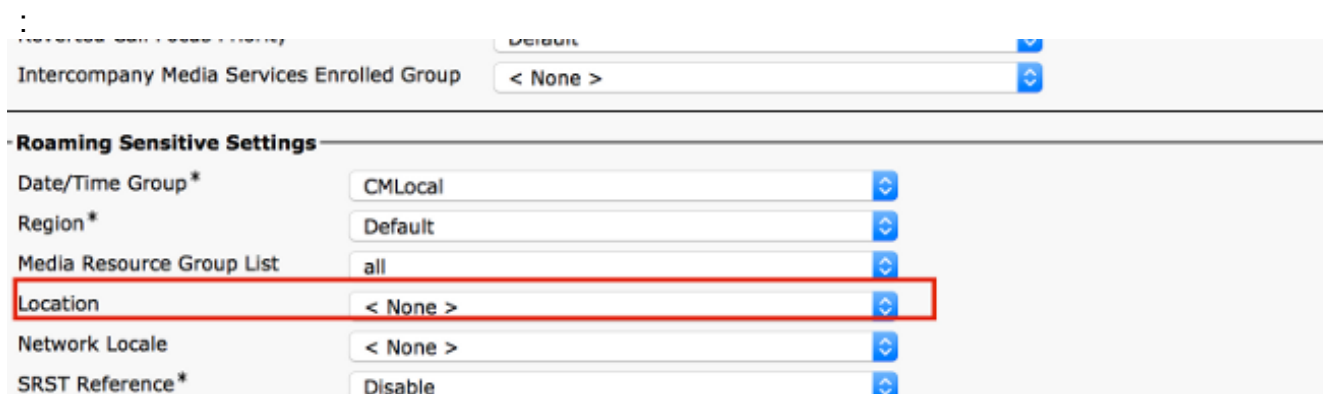 :
Default
Intercompany Media Services Enrolled Group < None >
Roaming Sensitive Settings
Date/Time Group* CMLocal
Region* Default
Media Resource Group List all
Location < None >
Network Locale < None >
SRST Reference* Disable